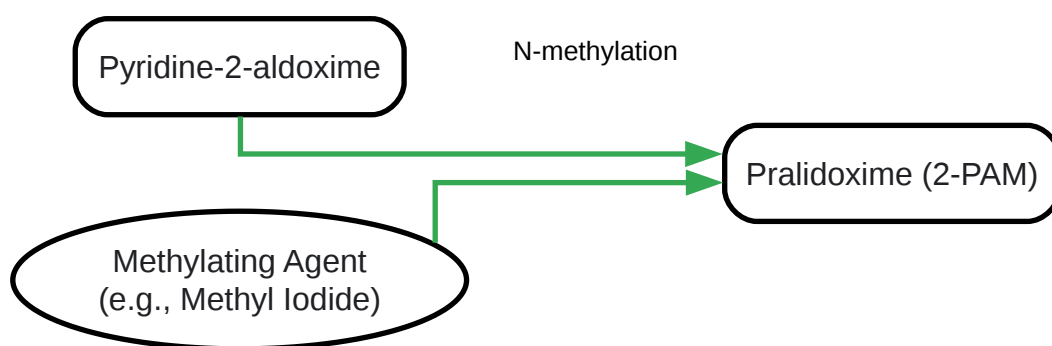 Pyridine-2-aldoxime
N-methylation
Pralidoxime (2-PAM)
Methylating Agent
(e.g., Methyl Iodide)